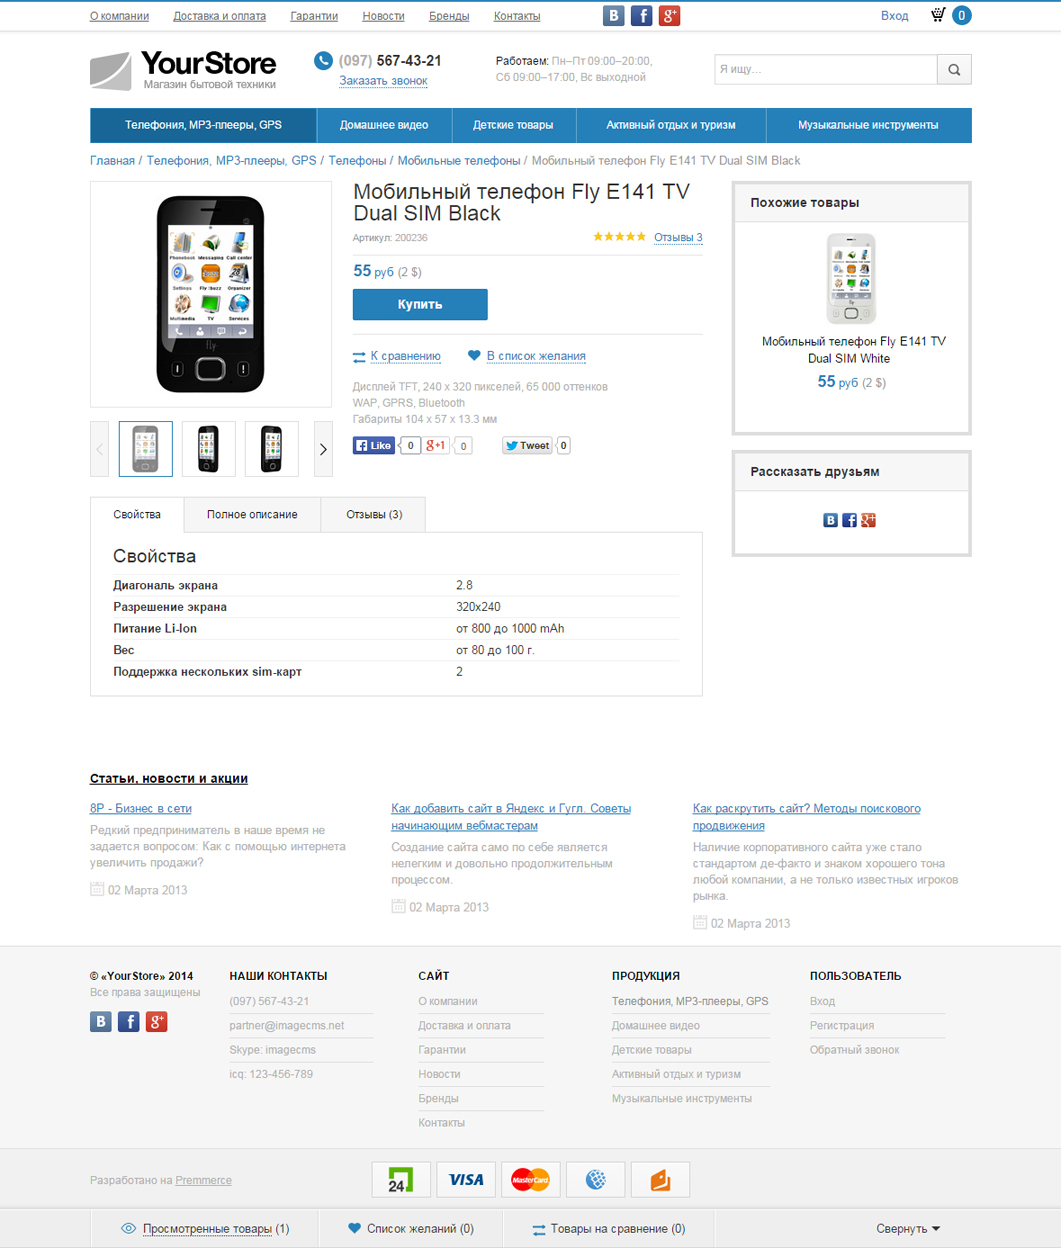 О компании Доставка и оплата Гарантии Новости Бренды Контакты Вход 0
YourStore
Магазин бытовой техники
(097) 567-43-21
Заказать звонок
Работаем: Пн–Пт 09:00–20:00,
Сб 09:00–17:00, Вс выходной
Я ищу...
Телефония, MP3-плееры, GPS Домашнее видео Детские товары Активный отдых и туризм Музыкальные инструменты
Главная / Телефония, MP3-плееры, GPS / Телефоны / Мобильные телефоны / Мобильный телефон Fly E141 TV Dual SIM Black
Phonebook Messaging Call center
Settings Fly buzz Organizer
Multimedia TV Services
Fly
Мобильный телефон Fly E141 TV
Dual SIM Black
Артикул: 200236
Отзывы 3
55 руб (2 $)
Купить
К сравнению В список желания
Дисплей TFT, 240 x 320 пикселей, 65 000 оттенков
WAP, GPRS, Bluetooth
Габариты 104 x 57 x 13.3 мм
Like 0 g+1 0 Tweet 0
Похожие товары
Мобильный телефон Fly E141 TV
Dual SIM White
55 руб (2 $)
Рассказать друзьям
Свойства Полное описание Отзывы (3)
Свойства
Диагональ экрана 2.8
Разрешение экрана 320x240
Питание Li-Ion от 800 до 1000 mAh
Вес от 80 до 100 г.
Поддержка нескольких sim-карт 2
Статьи, новости и акции
8P - Бизнес в сети
Редкий предприниматель в наше время не
задается вопросом: Как с помощью интернета
увеличить продажи?
02 Марта 2013
Как добавить сайт в Яндекс и Гугл. Советы
начинающим вебмастерам
Создание сайта само по себе является
нелегким и довольно продолжительным
процессом.
02 Марта 2013
Как раскрутить сайт? Методы поискового
продвижения
Наличие корпоративного сайта уже стало
стандартом де-факто и знаком хорошего тона
любой компании, а не только известных игроков
рынка.
02 Марта 2013
© «YourStore» 2014
Все права защищены
НАШИ КОНТАКТЫ
(097) 567-43-21
partner@imagecms.net
Skype: imagecms
icq: 123-456-789
САЙТ
О компании
Доставка и оплата
Гарантии
Новости
Бренды
Контакты
ПРОДУКЦИЯ
Телефония, MP3-плееры, GPS
Домашнее видео
Детские товары
Активный отдых и туризм
Музыкальные инструменты
ПОЛЬЗОВАТЕЛЬ
Вход
Регистрация
Обратный звонок
Разработано на Premmerce
24 VISA MasterCard
Просмотренные товары (1) Список желаний (0) Товары на сравнение (0) Свернуть